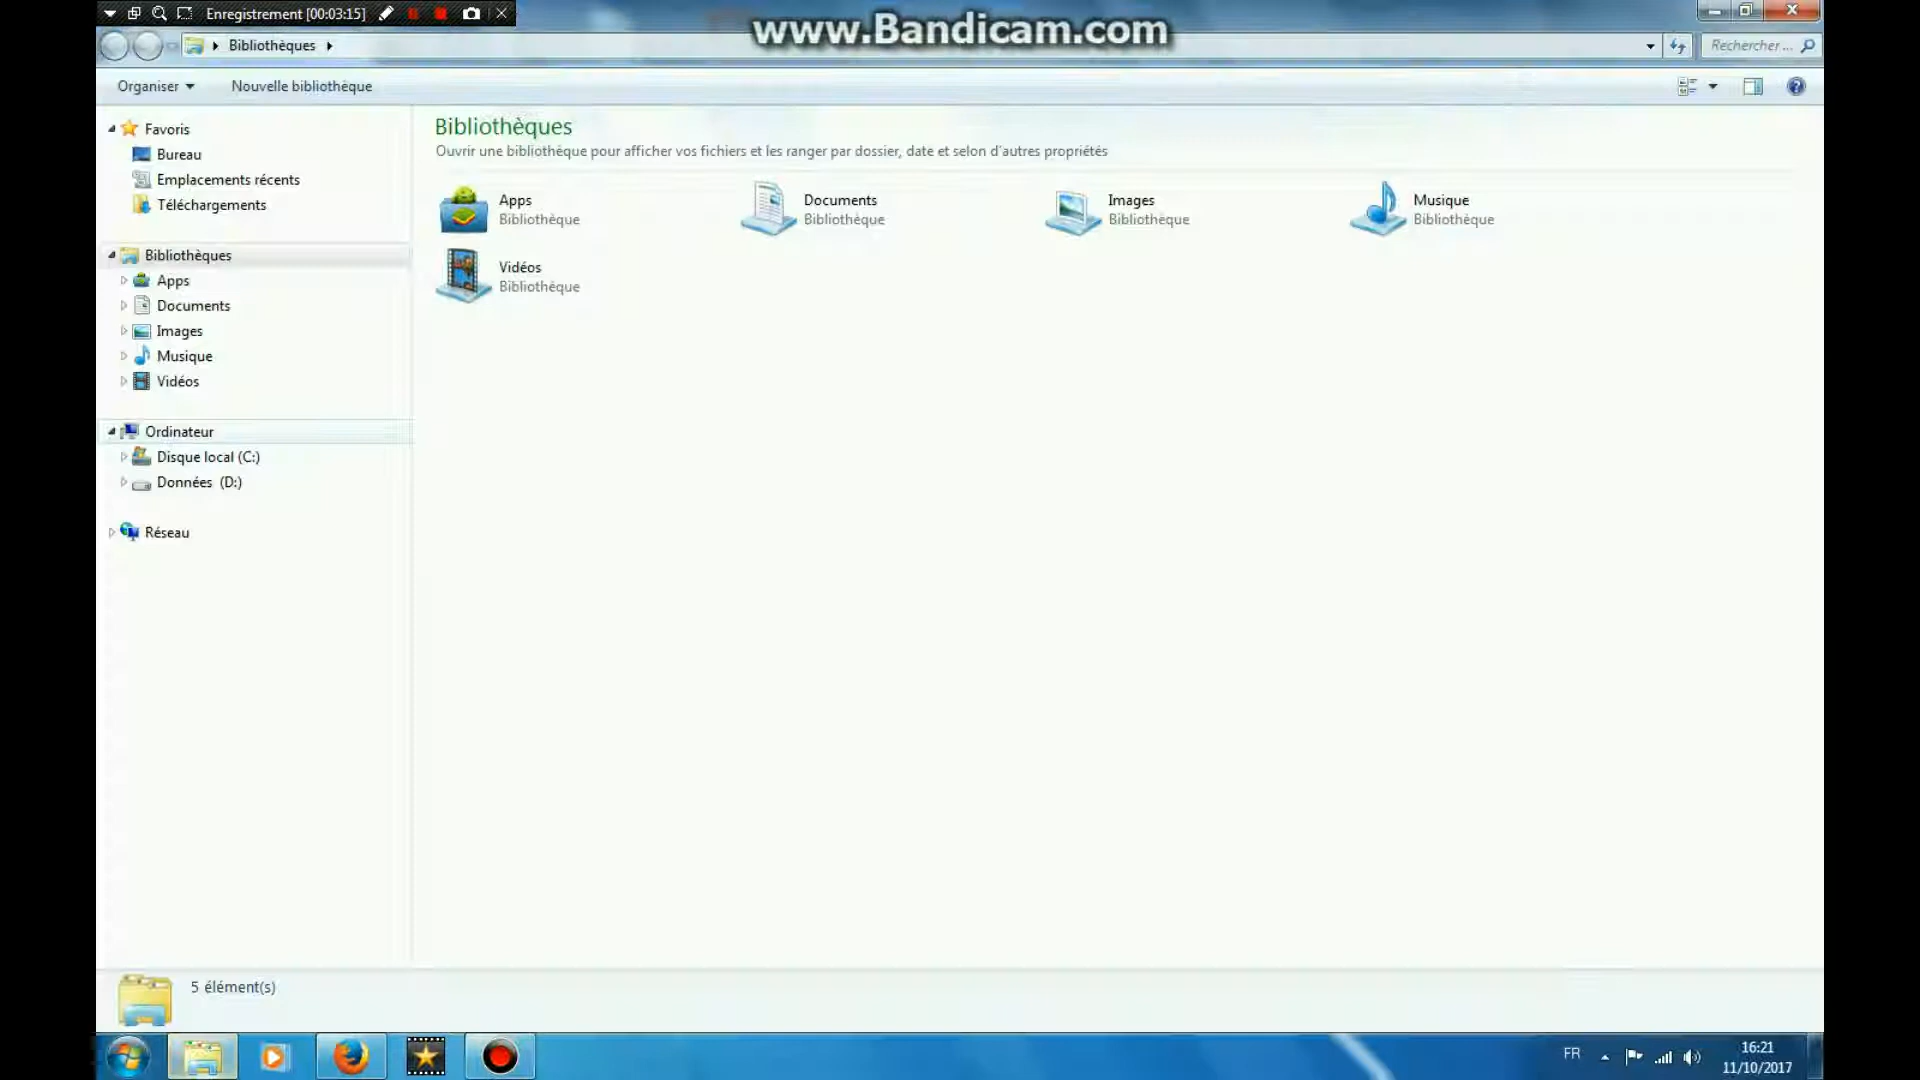 Enregistrement [00:03:15]
www.Bandicam.com
Bibliothèques
Rechercher ...
Organiser
Nouvelle bibliothèque
Favoris
Bureau
Emplacements récents
Téléchargements
Bibliothèques
Apps
Documents
Images
Musique
Vidéos
Ordinateur
Disque local (C:)
Données (D:)
Réseau
Bibliothèques
Ouvrir une bibliothèque pour afficher vos fichiers et les ranger par dossier, date et selon d'autres propriétés
Apps
Bibliothèque
Documents
Bibliothèque
Images
Bibliothèque
Musique
Bibliothèque
Vidéos
Bibliothèque
5 élément(s)
FR
16:21
11/10/2017